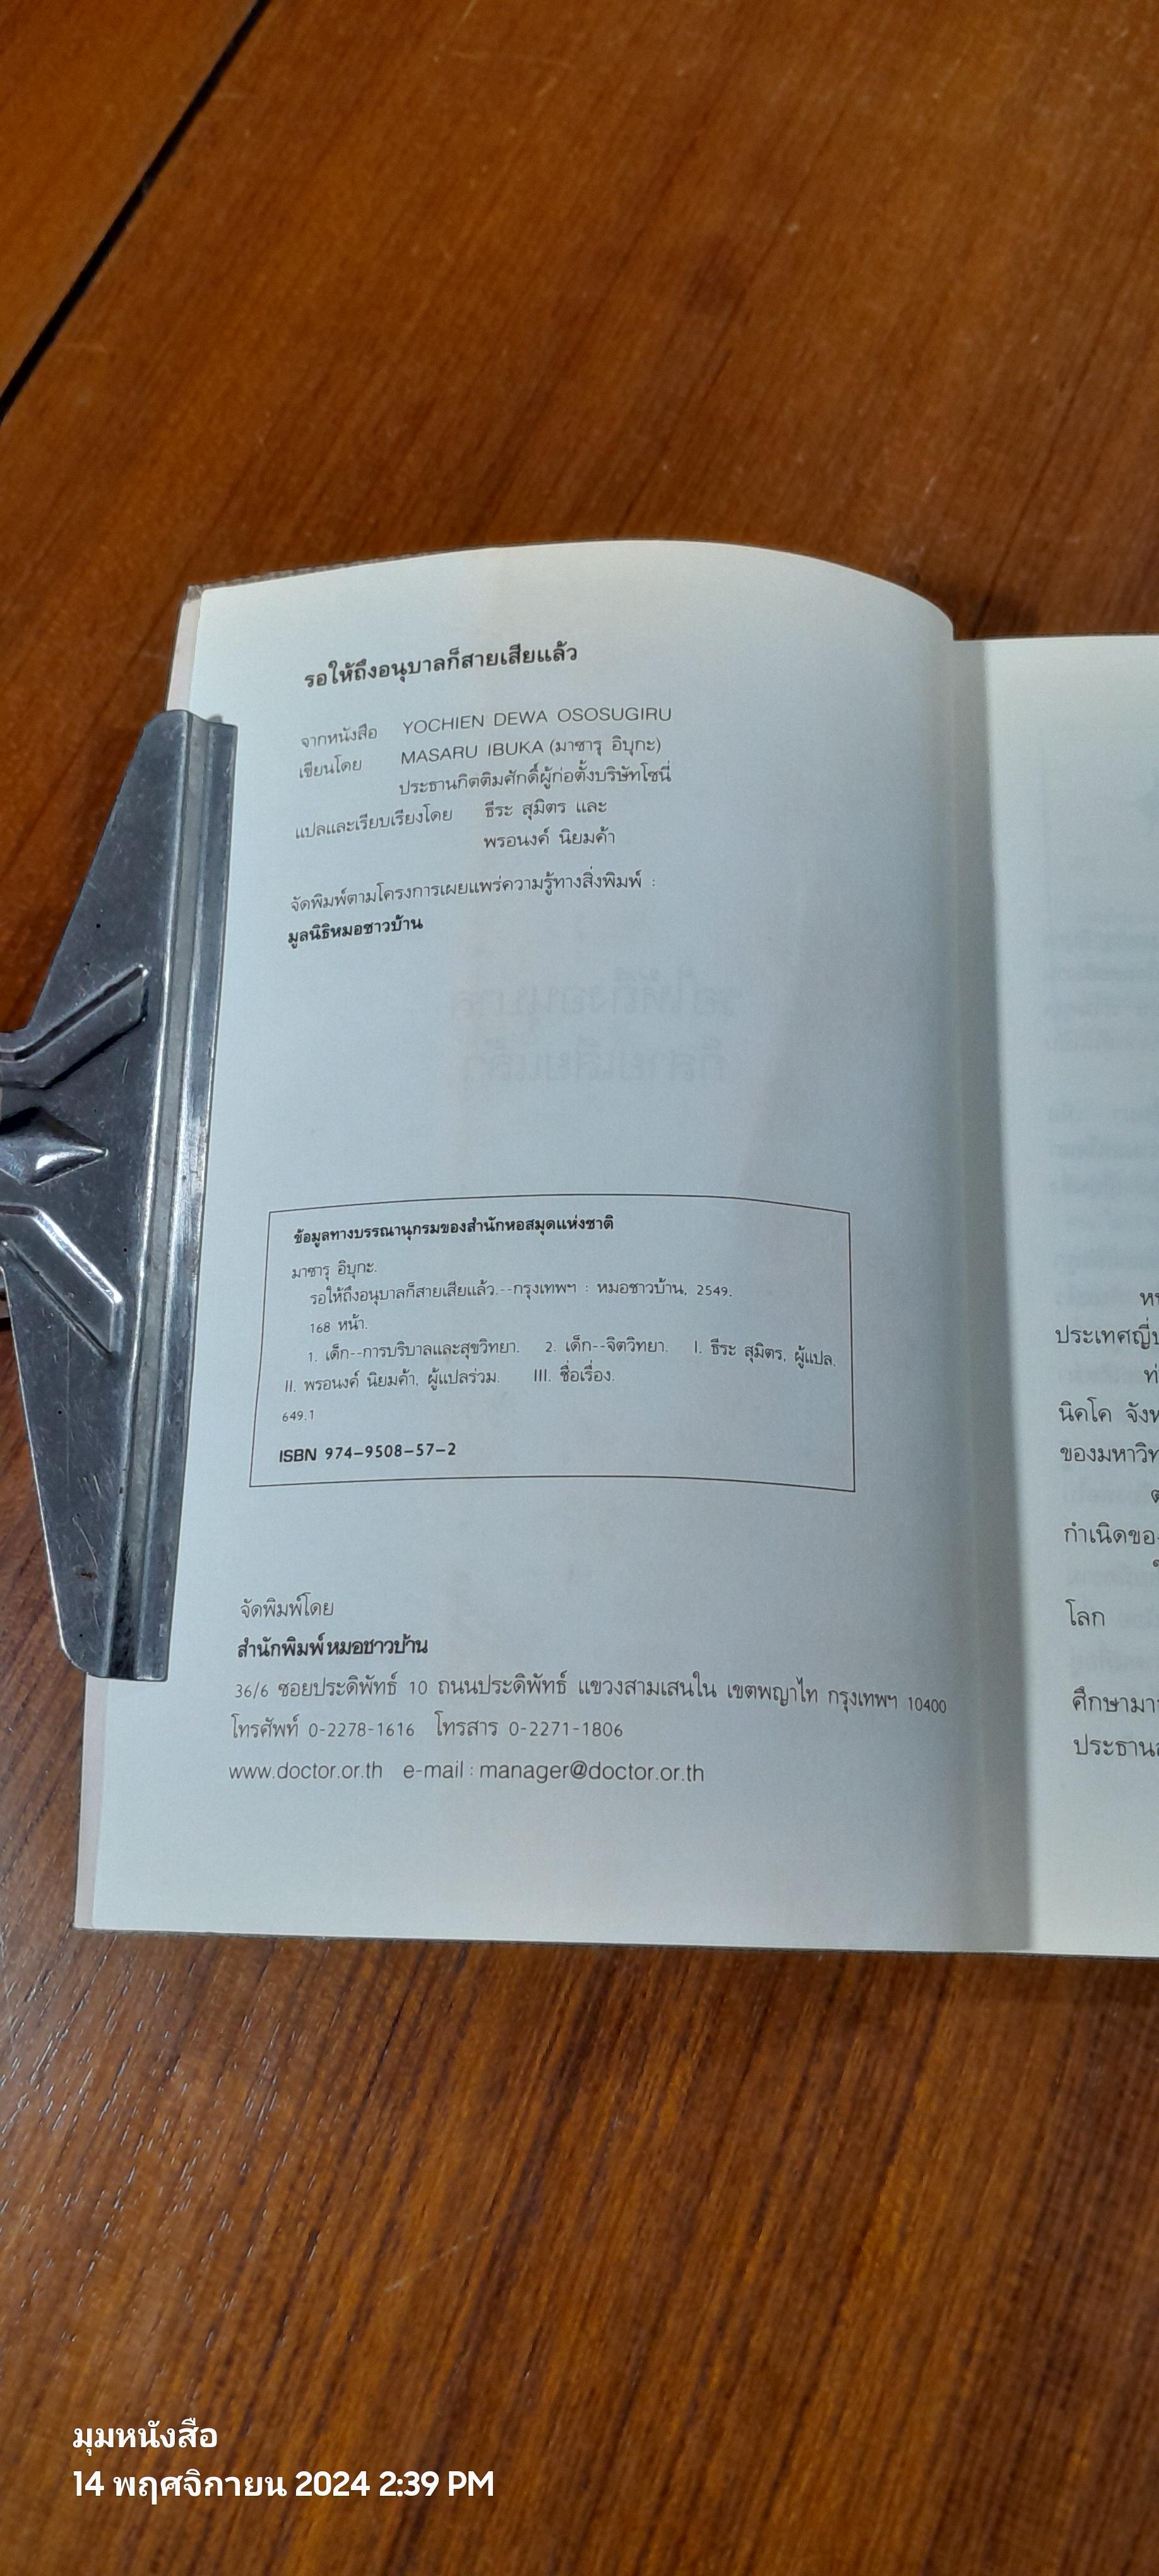 รอให้ถึงอนุบาลก็สายเสียแล้ว
จากหนังสือ YOCHIEN DEWA OSOSUGIRU
เขียนโดย MASARU IBUKA (มาซารุ อิบุกะ)
ประธานกิตติมศักดิ์ผู้ก่อตั้งบริษัทโซนี่
แปลและเรียบเรียงโดย ธีระ สุมิตร และ
พรอนงค์ นิยมค้า
จัดพิมพ์ตามโครงการเผยแพร่ความรู้ทางสิ่งพิมพ์ :
มูลนิธิหมอชาวบ้าน
ข้อมูลทางบรรณานุกรมของสำนักหอสมุดแห่งชาติ
มาซารุ อิบุกะ.
รอให้ถึงอนุบาลก็สายเสียแล้ว.--กรุงเทพฯ : หมอชาวบ้าน, 2549.
168 หน้า.
1. เด็ก--การบริบาลและสุขวิทยา. 2. เด็ก--จิตวิทยา. I. ธีระ สุมิตร, ผู้แปล.
II. พรอนงค์ นิยมค้า, ผู้แปลร่วม. III. ชื่อเรื่อง.
649.1
ISBN 974-9508-57-2
จัดพิมพ์โดย
สำนักพิมพ์หมอชาวบ้าน
36/6 ซอยประดิพัทธ์ 10 ถนนประดิพัทธ์ แขวงสามเสนใน เขตพญาไท กรุงเทพฯ 10400
โทรศัพท์ 0-2278-1616 โทรสาร 0-2271-1806
www.doctor.or.th e-mail : manager@doctor.or.th
ประเทศญี่ป
นิคโค จังห
ของมหาวิท
กำเนิดของ
โลก
ศึกษามา
ประธาน
มุมหนังสือ
14 พฤศจิกายน 2024 2:39 PM